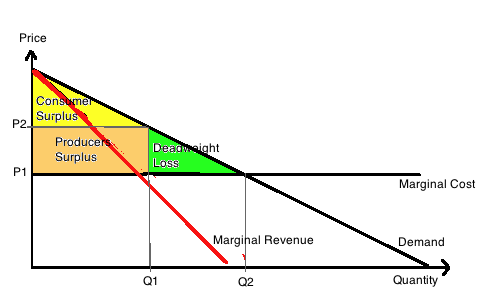 Price
Consumer
Surplus
P2
Producers
Surplus
Deadweight
Loss
P1
Marginal Cost
Marginal Revenue
Demand
Quantity
Q1
Q2